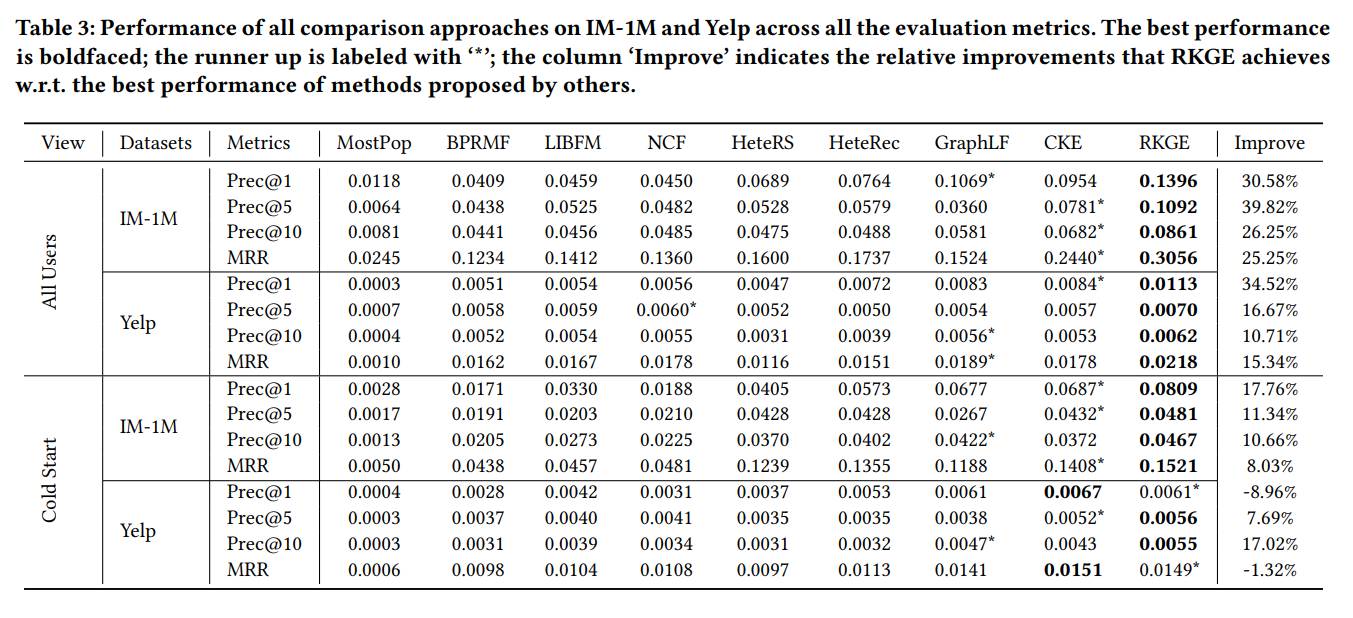 Table 3: Performance of all comparison approaches on IM-1M and Yelp across all the evaluation metrics. The best performance
is boldfaced; the runner up is labeled with ‘*’; the column ‘Improve’ indicates the relative improvements that RKGE achieves
w.r.t. the best performance of methods proposed by others.
View Datasets Metrics MostPop BPRMF LIBFM NCF HeteRS HeteRec GraphLF CKE RKGE Improve
All Users
IM-1M
Prec@1 0.0118 0.0409 0.0459 0.0450 0.0689 0.0764 0.1069* 0.0954 0.1396 30.58%
Prec@5 0.0064 0.0438 0.0525 0.0482 0.0528 0.0579 0.0360 0.0781* 0.1092 39.82%
Prec@10 0.0081 0.0441 0.0456 0.0485 0.0475 0.0488 0.0581 0.0682* 0.0861 26.25%
MRR 0.0245 0.1234 0.1412 0.1360 0.1600 0.1737 0.1524 0.2440* 0.3056 25.25%
Yelp
Prec@1 0.0003 0.0051 0.0054 0.0056 0.0047 0.0072 0.0083 0.0084* 0.0113 34.52%
Prec@5 0.0007 0.0058 0.0059 0.0060* 0.0052 0.0050 0.0054 0.0057 0.0070 16.67%
Prec@10 0.0004 0.0052 0.0054 0.0055 0.0031 0.0039 0.0056* 0.0053 0.0062 10.71%
MRR 0.0010 0.0162 0.0167 0.0178 0.0116 0.0151 0.0189* 0.0178 0.0218 15.34%
Cold Start
IM-1M
Prec@1 0.0028 0.0171 0.0330 0.0188 0.0405 0.0573 0.0677 0.0687* 0.0809 17.76%
Prec@5 0.0017 0.0191 0.0203 0.0210 0.0428 0.0428 0.0267 0.0432* 0.0481 11.34%
Prec@10 0.0013 0.0205 0.0273 0.0225 0.0370 0.0402 0.0422* 0.0372 0.0467 10.66%
MRR 0.0050 0.0438 0.0457 0.0481 0.1239 0.1355 0.1188 0.1408* 0.1521 8.03%
Yelp
Prec@1 0.0004 0.0028 0.0042 0.0031 0.0037 0.0053 0.0061 0.0067 0.0061* -8.96%
Prec@5 0.0003 0.0037 0.0040 0.0041 0.0035 0.0035 0.0038 0.0052* 0.0056 7.69%
Prec@10 0.0003 0.0031 0.0039 0.0034 0.0031 0.0032 0.0047* 0.0043 0.0055 17.02%
MRR 0.0006 0.0098 0.0104 0.0108 0.0097 0.0113 0.0141 0.0151 0.0149* -1.32%